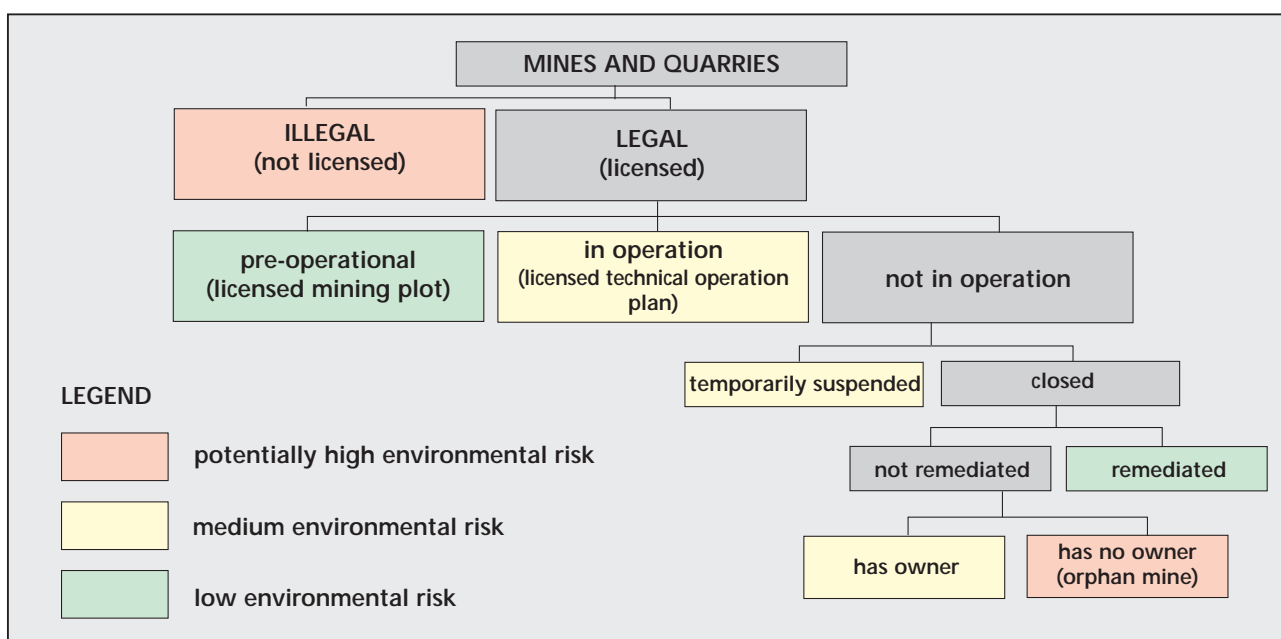 MINES AND QUARRIES
ILLEGAL
(not licensed)
LEGAL
(licensed)
pre-operational
(licensed mining plot)
in operation
(licensed technical operation
plan)
not in operation
temporarily suspended
closed
not remediated
remediated
has owner
has no owner
(orphan mine)
LEGEND
potentially high environmental risk
medium environmental risk
low environmental risk